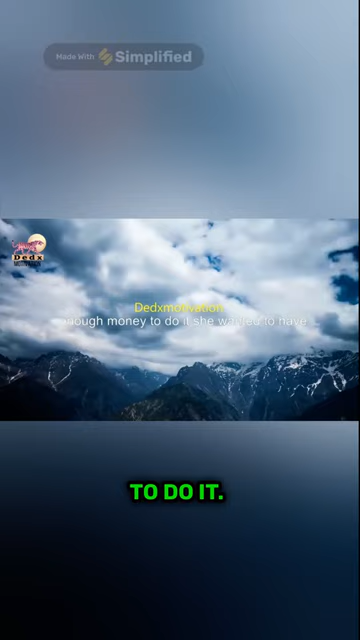 Made With Simplified
Dedx
Dedxmotivation
nough money to do it she wanted to have
TO DO IT.